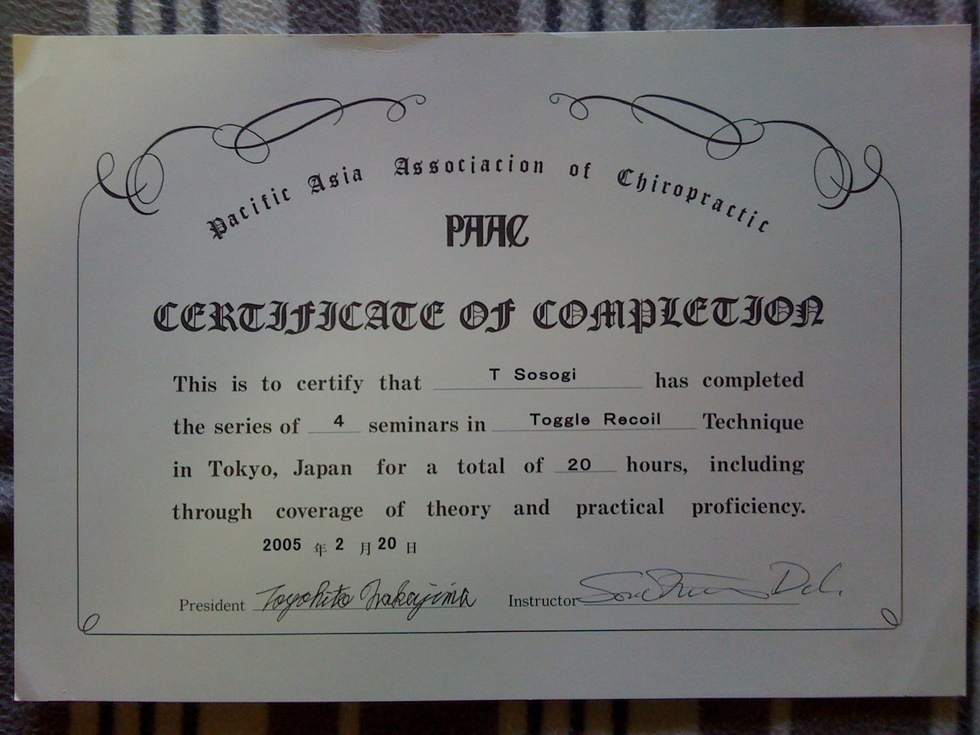 Pacific Asia Associacion of Chiropractic
PAAC
CERTIFICATE OF COMPLETION
This is to certify that T Sosogi has completed
the series of 4 seminars in Toggle Recoil Technique
in Tokyo, Japan for a total of 20 hours, including
through coverage of theory and practical proficiency.
2005 年 2 月 20 日
President Toyohito Nakajima Instructor